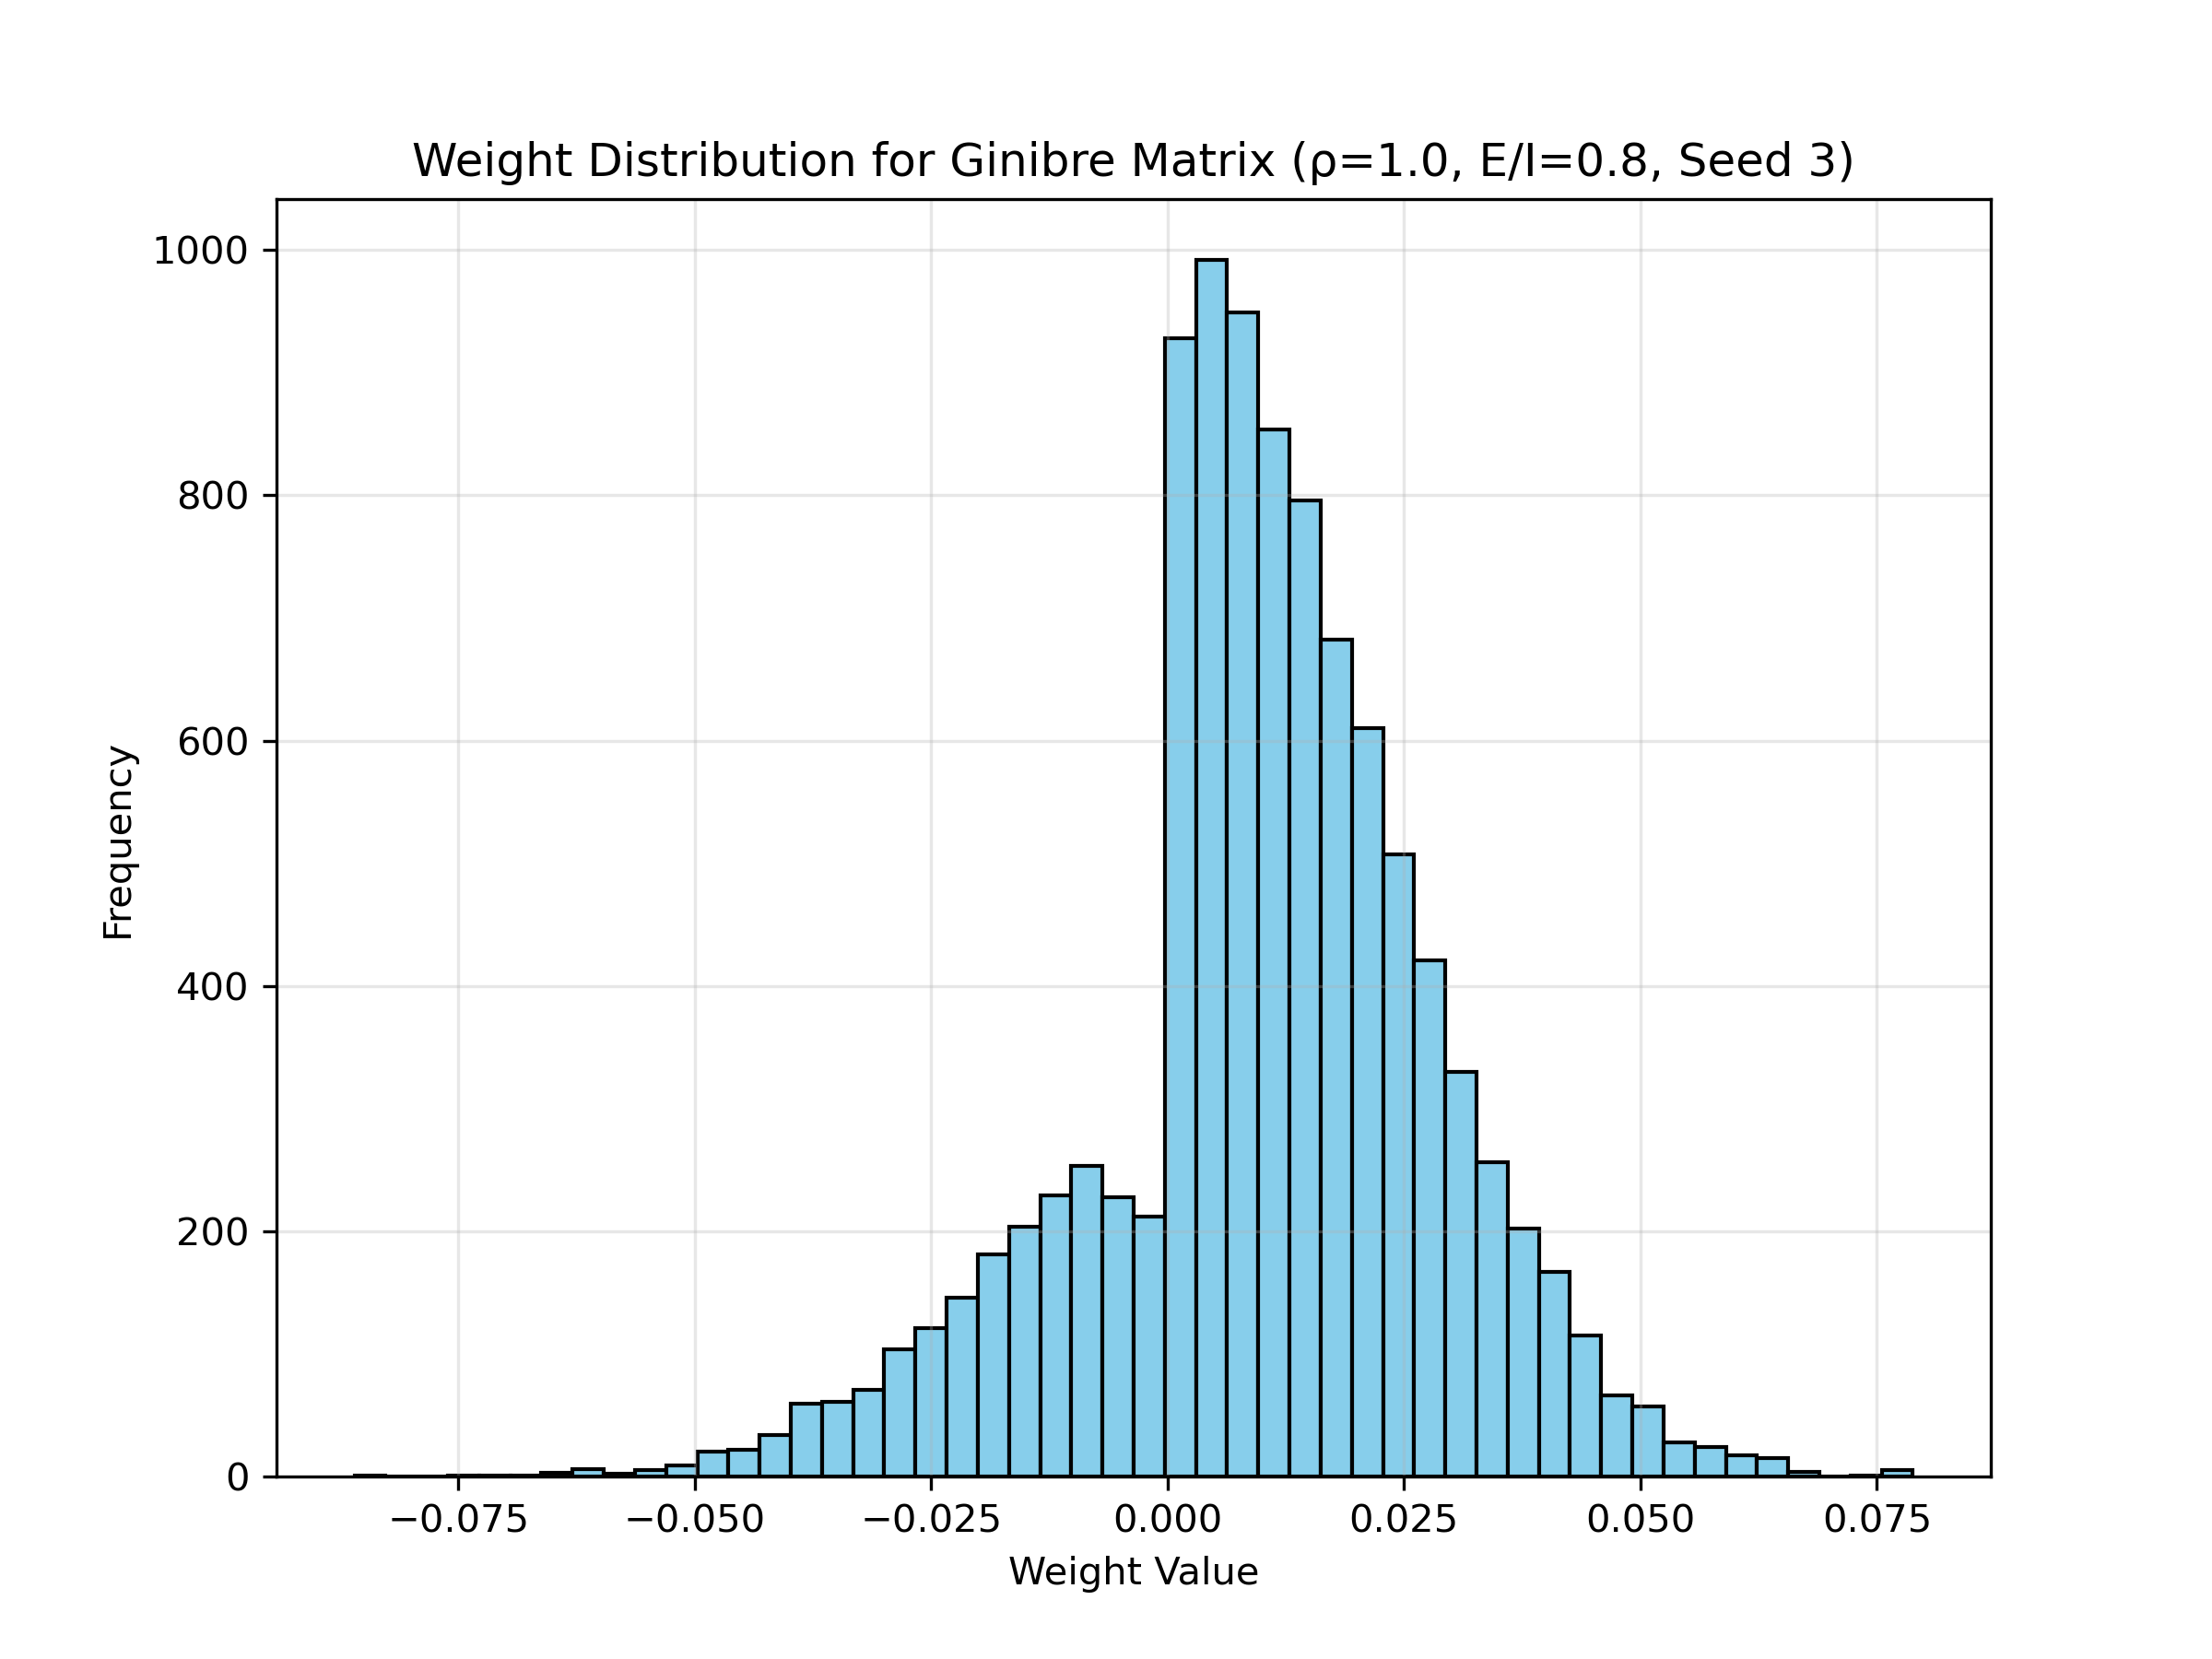 Weight Distribution for Ginibre Matrix (ρ=1.0, E/I=0.8, Seed 3)
1000
800
600
400
200
0
Frequency
−0.075 −0.050 −0.025 0.000 0.025 0.050 0.075
Weight Value